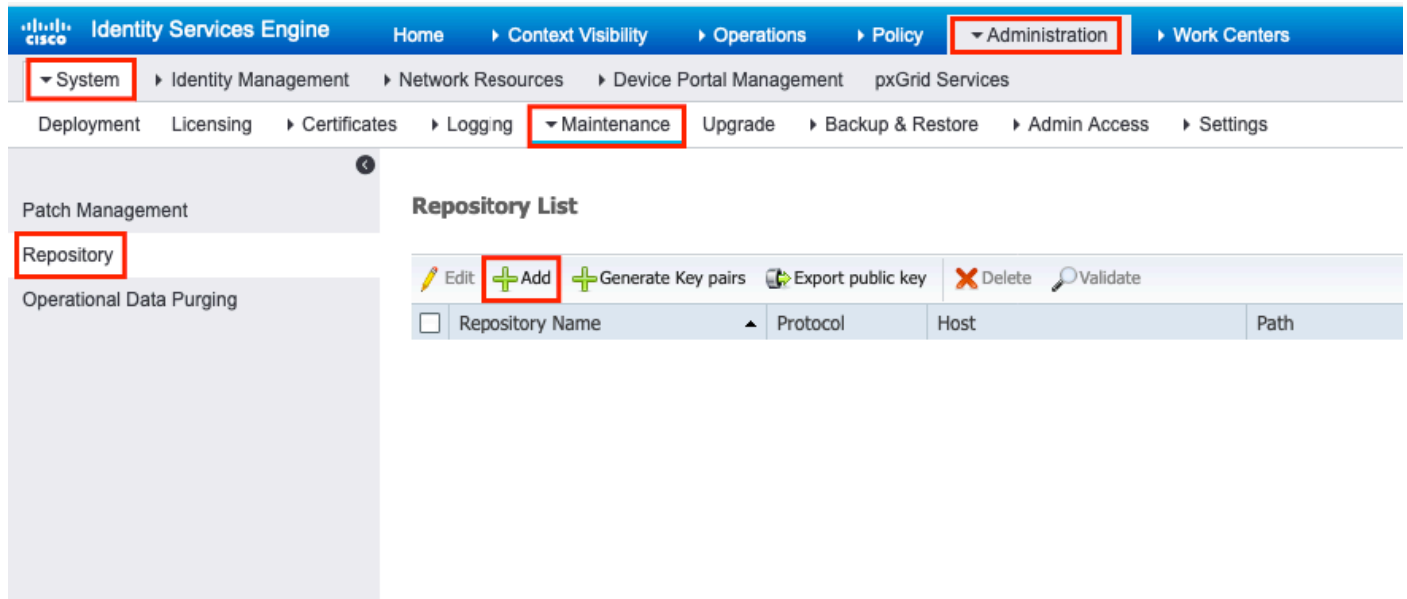 cisco Identity Services Engine Home Context Visibility Operations Policy Administration Work Centers
System Identity Management Network Resources Device Portal Management pxGrid Services
Deployment Licensing Certificates Logging Maintenance Upgrade Backup & Restore Admin Access Settings
Patch Management
Repository
Operational Data Purging
Repository List
Edit Add Generate Key pairs Export public key Delete Validate
Repository Name Protocol Host Path